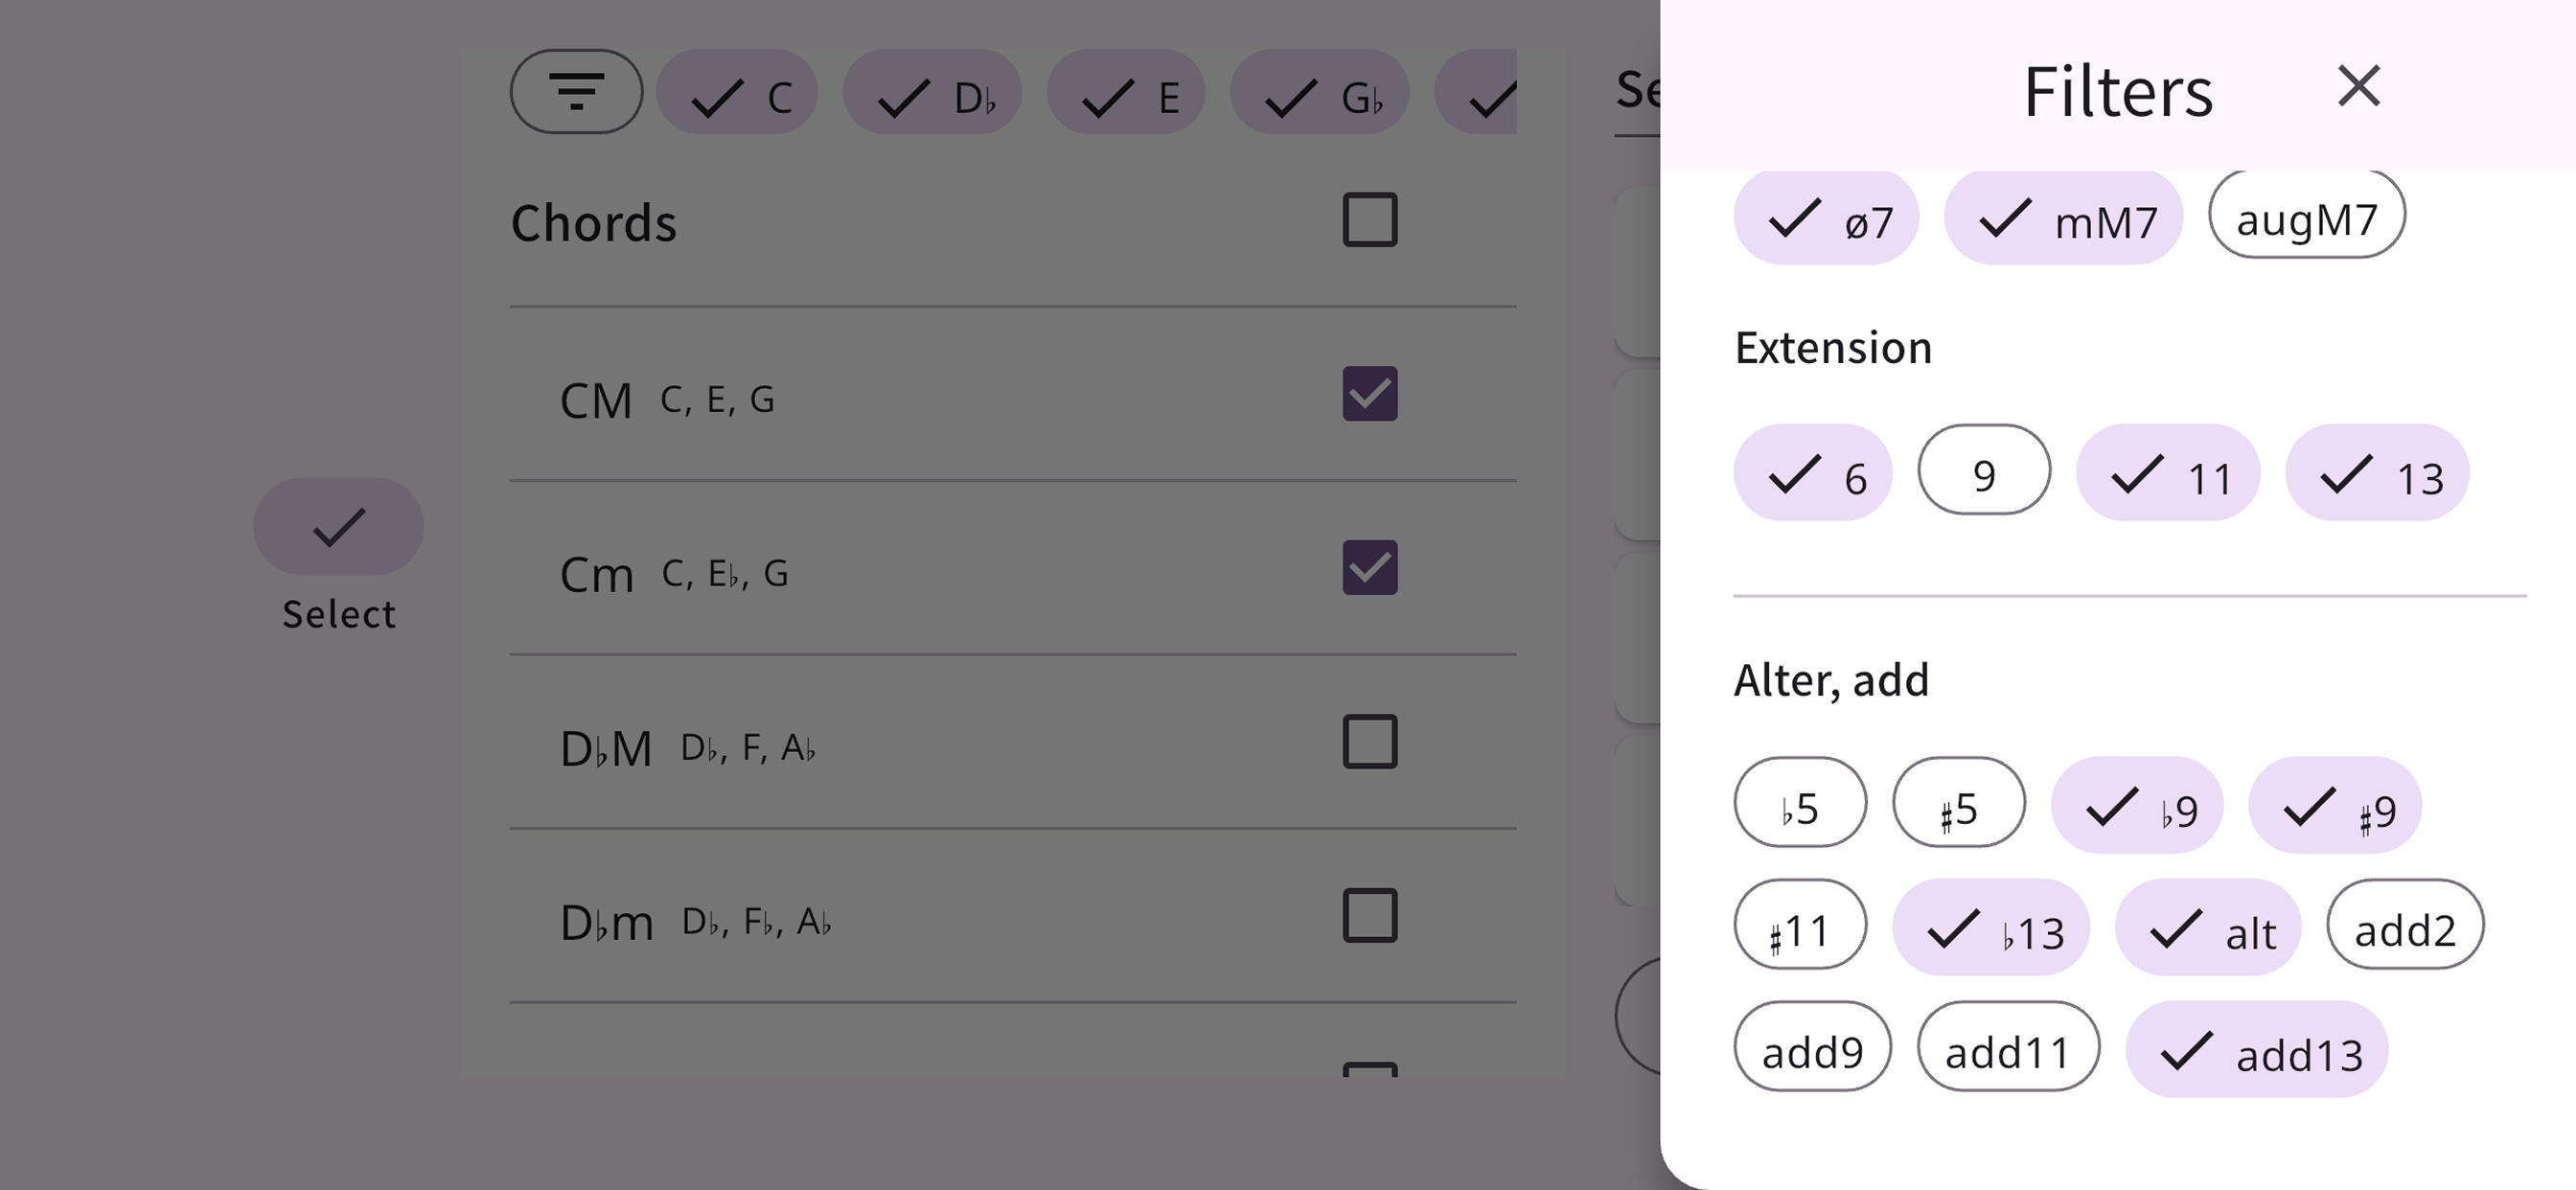 C D♭ E G♭
Chords
CM C, E, G
Cm C, E♭, G
D♭M D♭, F, A♭
D♭m D♭, F♭, A♭
Select
Se
Filters
ø7 mM7 augM7
Extension
6 9 11 13
Alter, add
♭5 ♯5 ♭9 ♯9
♯11 ♭13 alt add2
add9 add11 add13